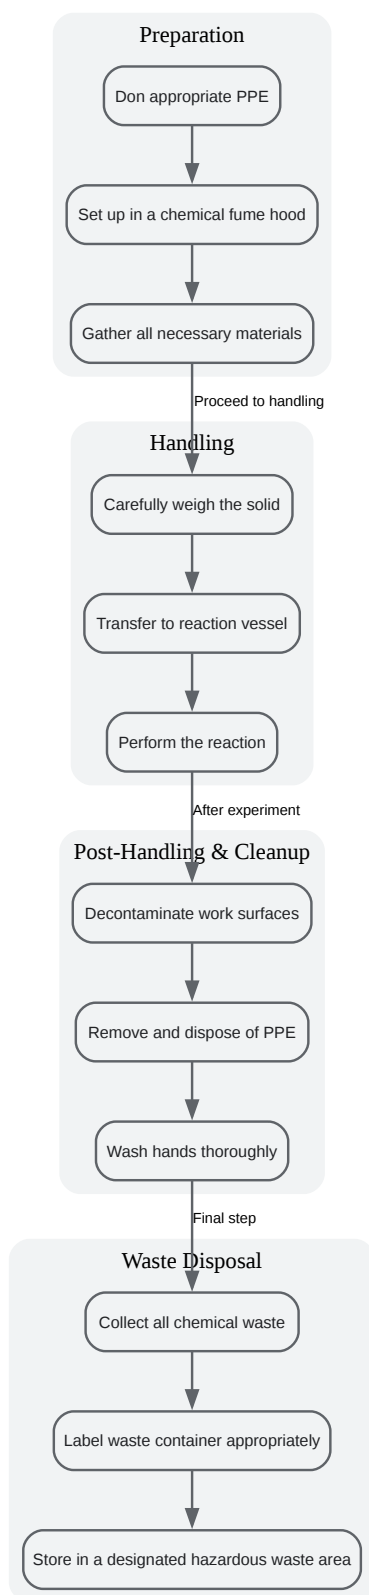 Preparation
Don appropriate PPE
Set up in a chemical fume hood
Gather all necessary materials
Proceed to handling
Handling
Carefully weigh the solid
Transfer to reaction vessel
Perform the reaction
After experiment
Post-Handling & Cleanup
Decontaminate work surfaces
Remove and dispose of PPE
Wash hands thoroughly
Final step
Waste Disposal
Collect all chemical waste
Label waste container appropriately
Store in a designated hazardous waste area